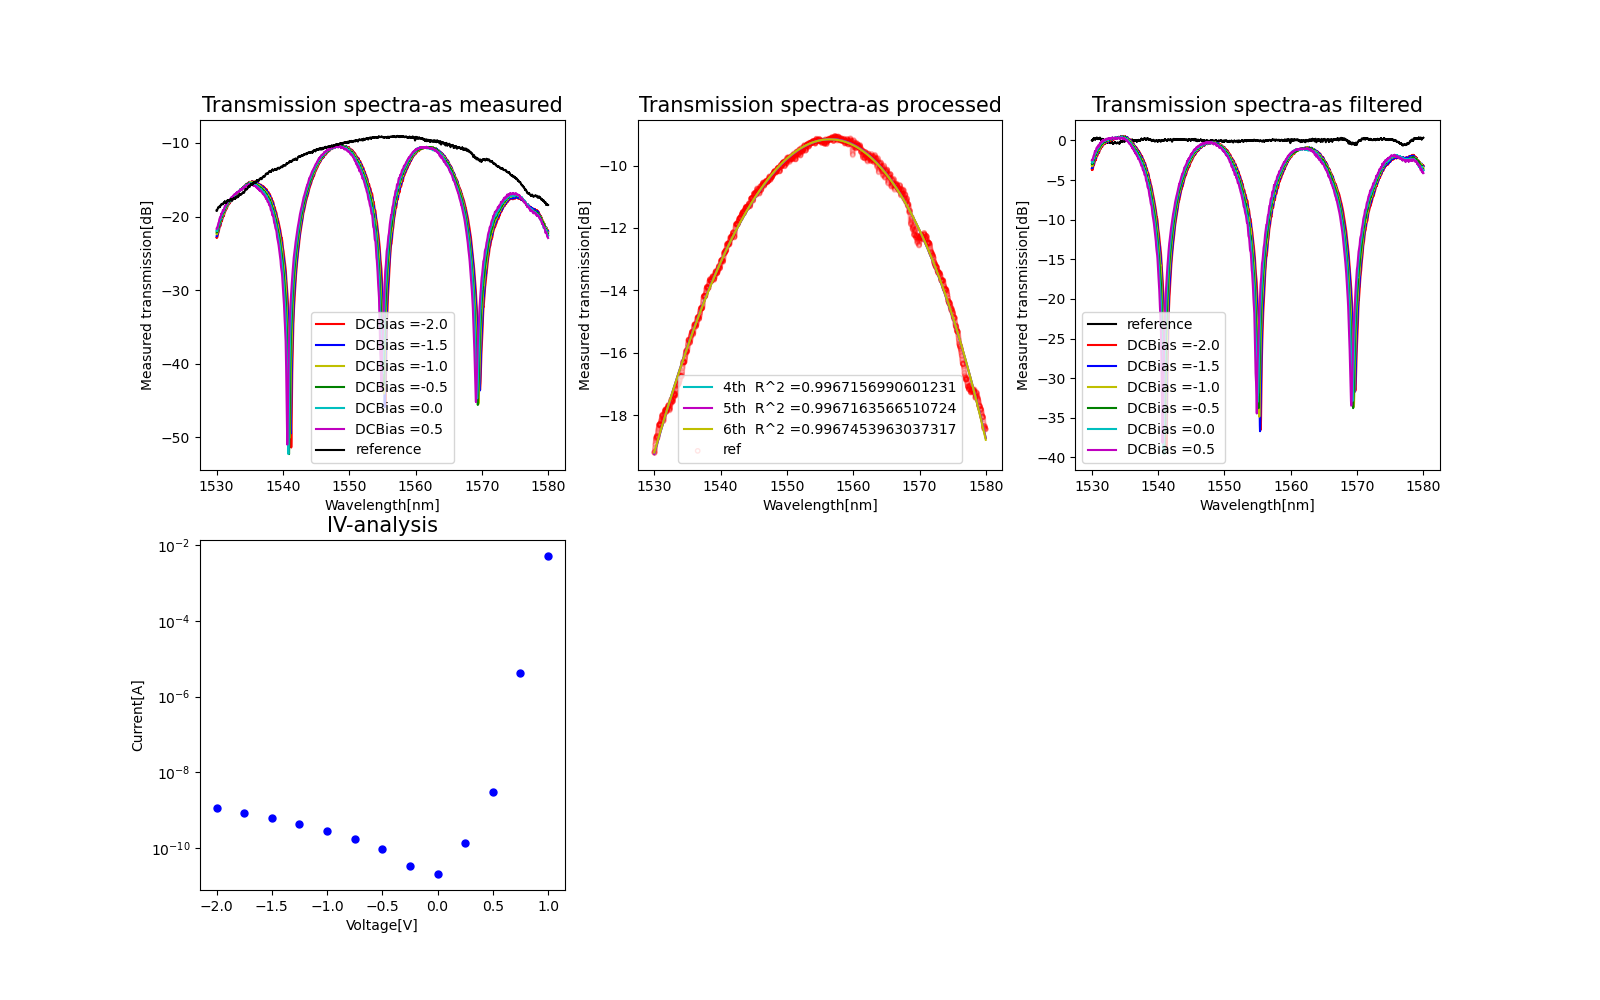 Transmission spectra-as measured
Measured transmission[dB]
−10
−20
−30
−40
−50
DCBias =-2.0
DCBias =-1.5
DCBias =-1.0
DCBias =-0.5
DCBias =0.0
DCBias =0.5
reference
1530 1540 1550 1560 1570 1580
Wavelength[nm]
Transmission spectra-as processed
Measured transmission[dB]
−10
−12
−14
−16
−18
4th R^2 =0.9967156990601231
5th R^2 =0.9967163566510724
6th R^2 =0.9967453963037317
ref
1530 1540 1550 1560 1570 1580
Wavelength[nm]
Transmission spectra-as filtered
Measured transmission[dB]
0
−5
−10
−15
−20
−25
−30
−35
−40
reference
DCBias =-2.0
DCBias =-1.5
DCBias =-1.0
DCBias =-0.5
DCBias =0.0
DCBias =0.5
1530 1540 1550 1560 1570 1580
Wavelength[nm]
IV-analysis
Current[A]
10⁻²
10⁻⁴
10⁻⁶
10⁻⁸
10⁻¹⁰
−2.0 −1.5 −1.0 −0.5 0.0 0.5 1.0
Voltage[V]